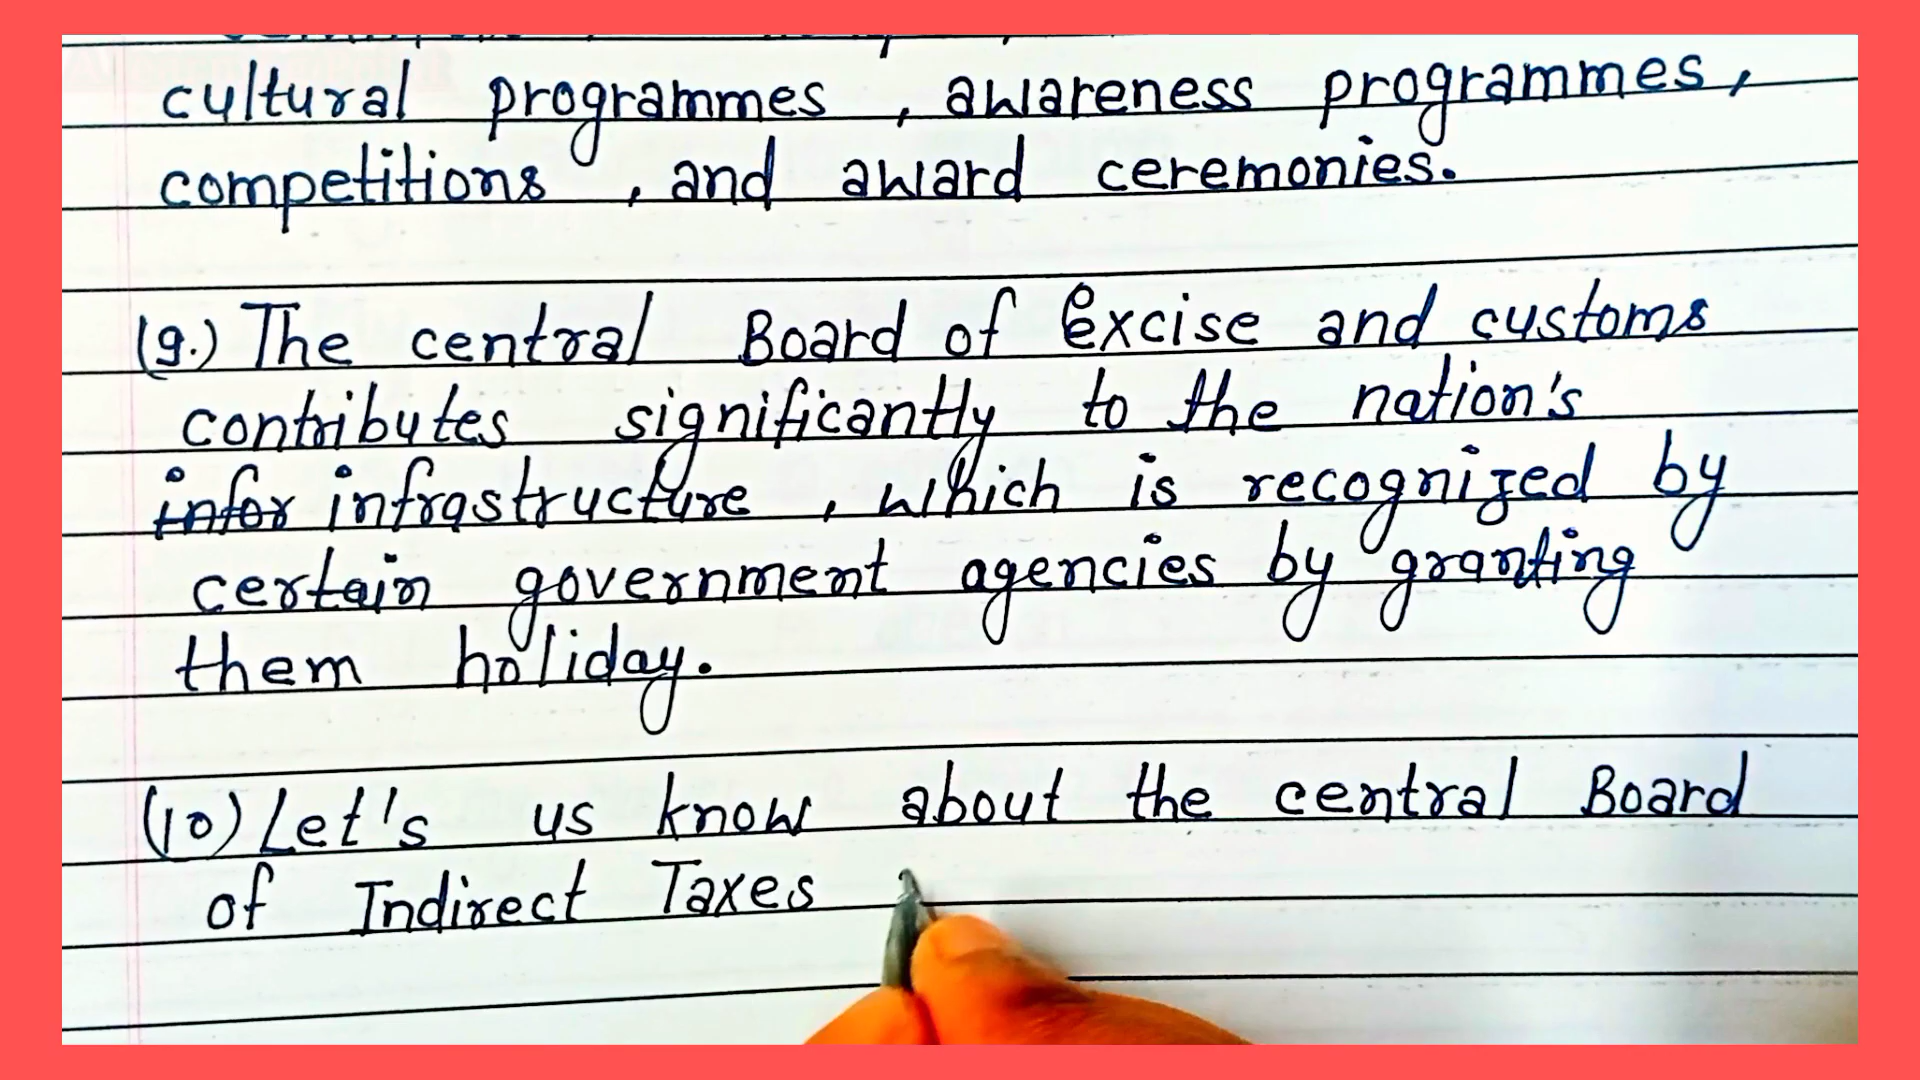 cultural programmes , awareness programmes,
competitions , and award ceremonies.
(9.) The central Board of Excise and customs
contributes significantly to the nation's
infor infrastructure , which is recognized by
certain government agencies by granting
them holiday.
(10) Let's us know about the central Board
of Indirect Taxes